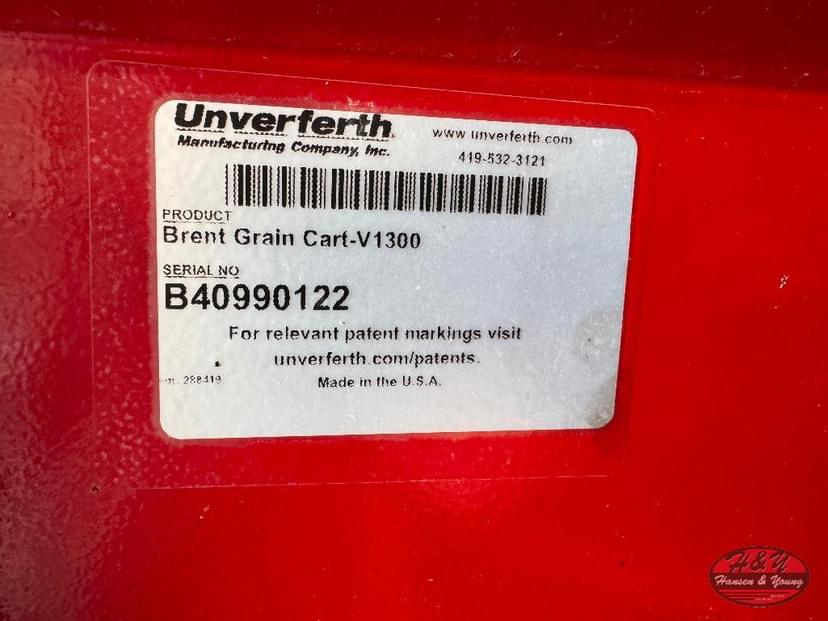 Unverferth
Manufacturing Company, Inc.
www.unverferth.com
419-532-3121
PRODUCT
Brent Grain Cart-V1300
SERIAL NO
B40990122
For relevant patent markings visit
unverferth.com/patents.
288419
Made in the U.S.A.
H&Y
Hansen & Young